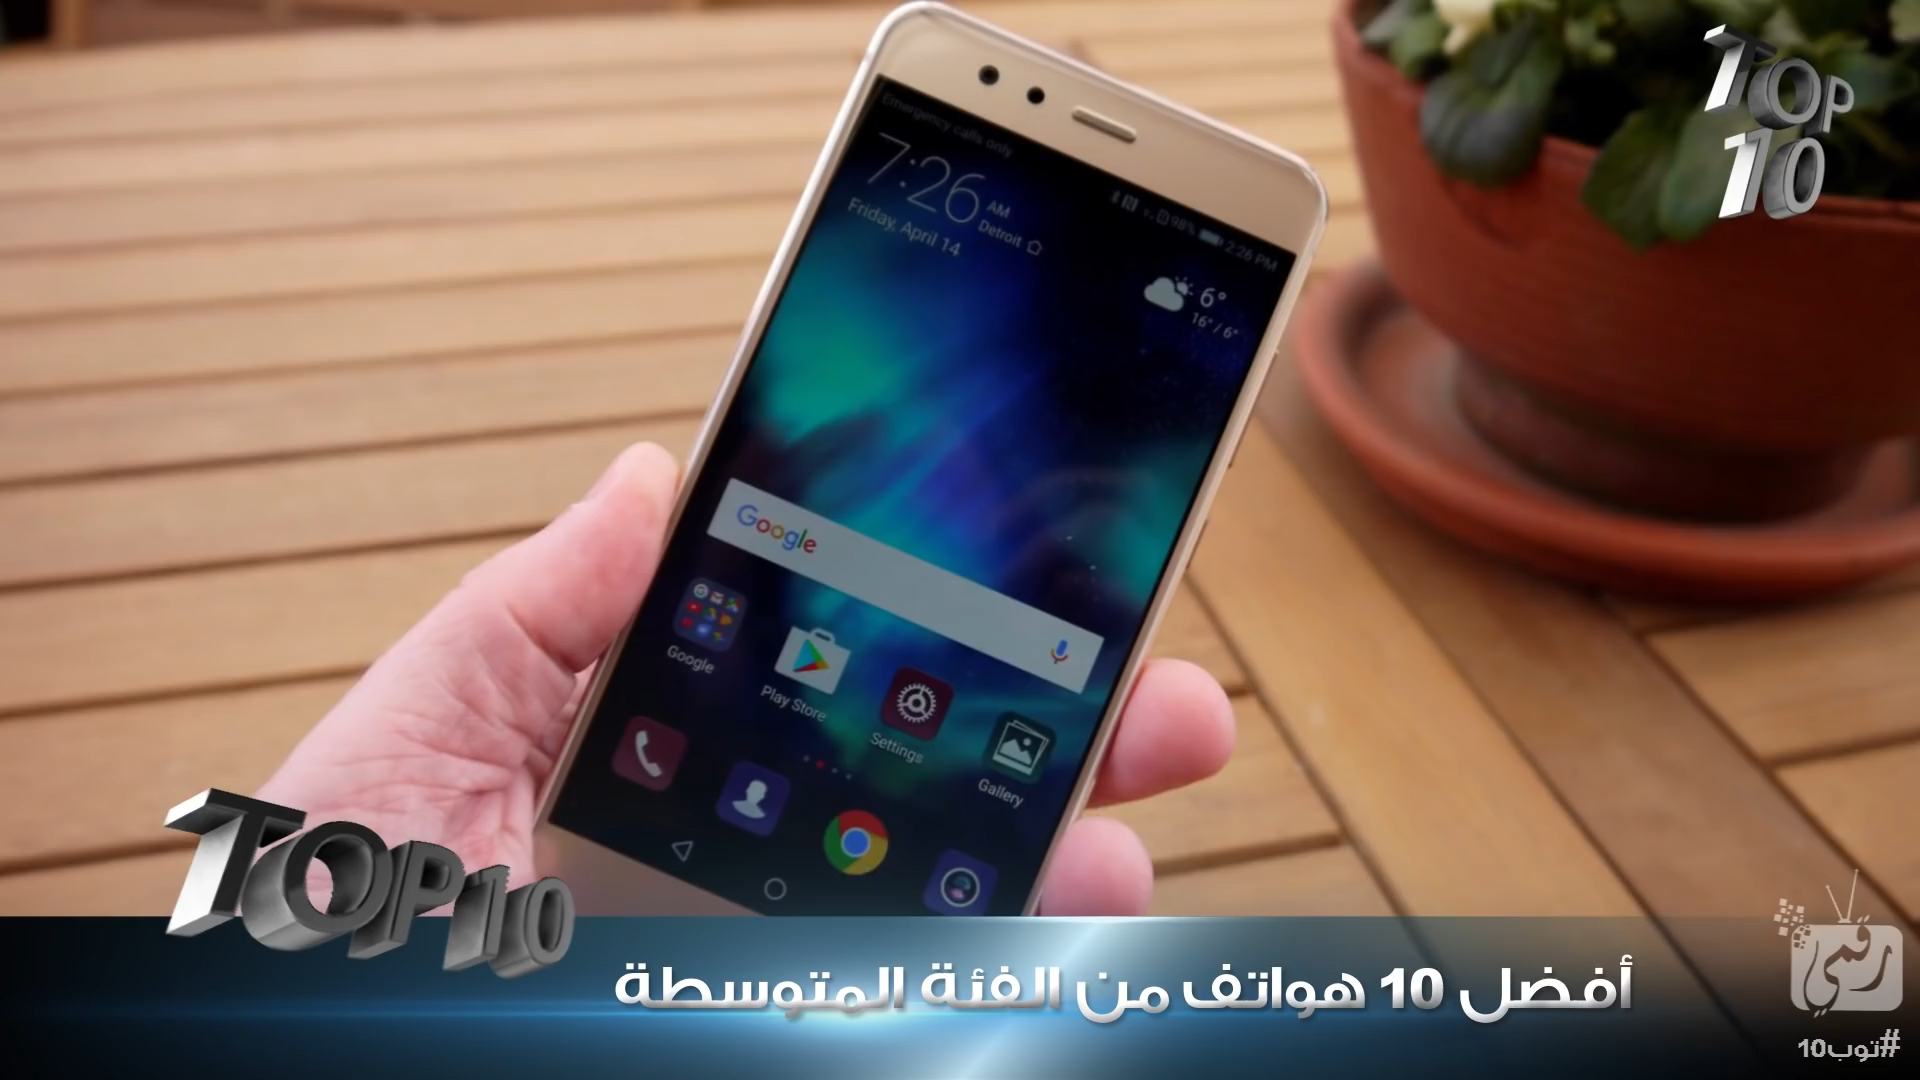 TOP
10
Emergency calls only
98% 2:26 PM
7:26 AM
Detroit
Friday, April 14
6°
16° / 6°
Google
Google
Play Store
Settings
Gallery
TOP10
أفضل 10 هواتف من الفئة المتوسطة
رقمي
#توب10